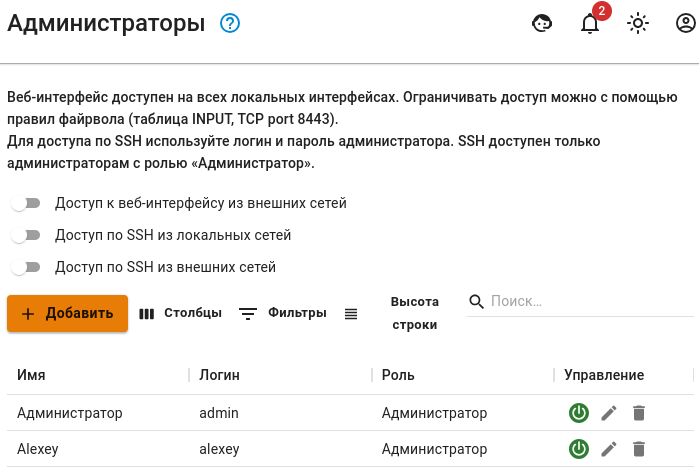 Администраторы
2
Веб-интерфейс доступен на всех локальных интерфейсах. Ограничивать доступ можно с помощью
правил файрвола (таблица INPUT, TCP port 8443).
Для доступа по SSH используйте логин и пароль администратора. SSH доступен только
администраторам с ролью «Администратор».
Доступ к веб-интерфейсу из внешних сетей
Доступ по SSH из локальных сетей
Доступ по SSH из внешних сетей
Добавить Столбцы Фильтры Высота строки Поиск…
Имя Логин Роль Управление
Администратор admin Администратор
Alexey alexey Администратор